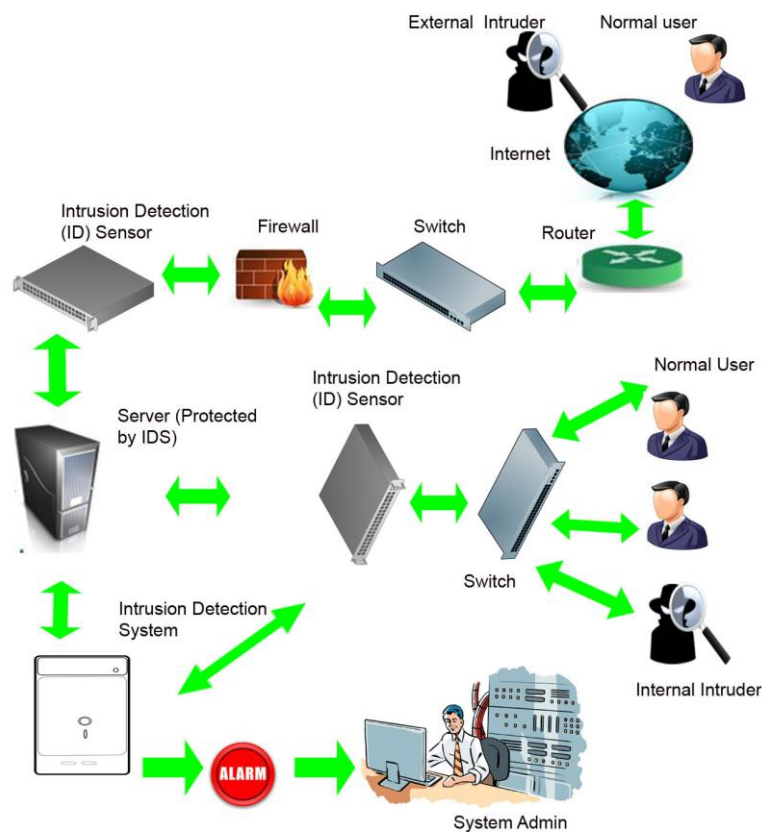 External Intruder
Normal user
Internet
Intrusion Detection
(ID) Sensor
Firewall
Switch
Router
Intrusion Detection
(ID) Sensor
Normal User
Server (Protected
by IDS)
Switch
Intrusion Detection
System
Internal Intruder
ALARM
System Admin